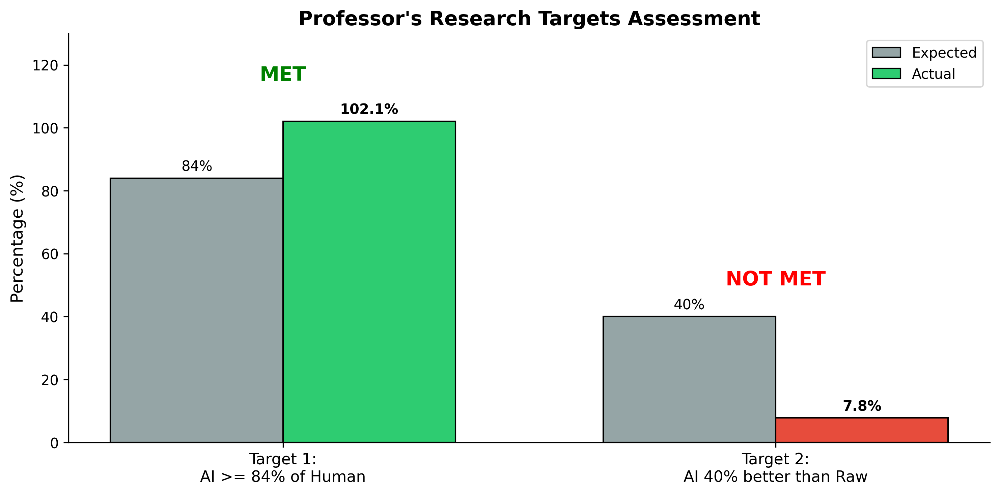 Professor's Research Targets Assessment
Expected
Actual
MET
102.1%
84%
NOT MET
40%
7.8%
Percentage (%)
120
100
80
60
40
20
0
Target 1:
AI >= 84% of Human
Target 2:
AI 40% better than Raw